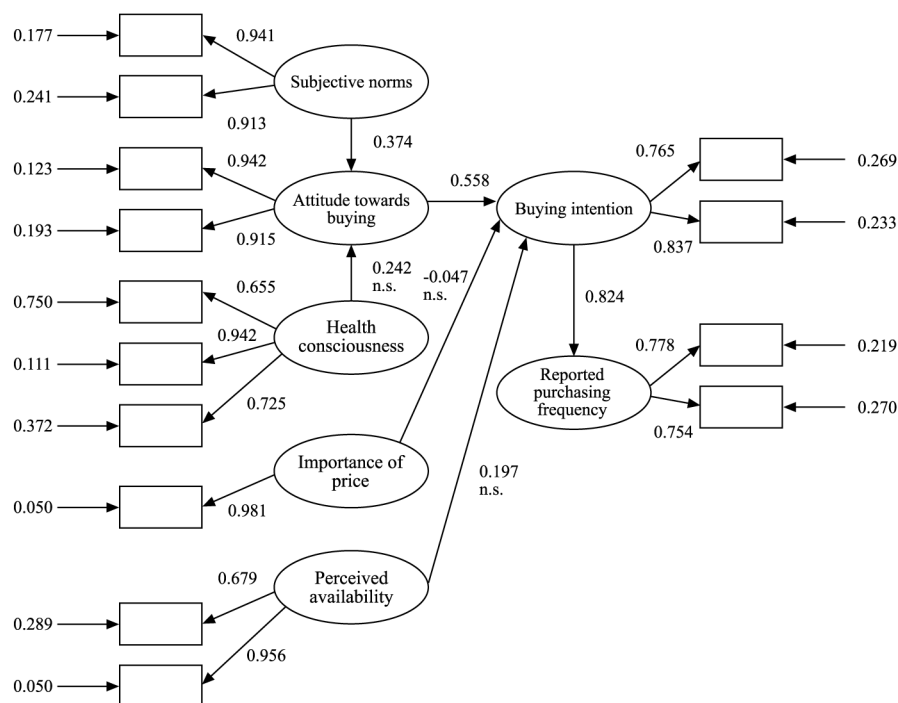 0.177
0.941
Subjective norms
0.241
0.913
0.374
0.123
0.942
0.765
0.269
0.558
Attitude towards
buying
Buying intention
0.193
0.915
0.837
0.233
0.242
n.s.
-0.047
n.s.
0.750
0.655
0.824
Health
consciousness
0.942
0.111
0.778
0.219
Reported
purchasing
frequency
0.725
0.372
0.754
0.270
Importance of
price
0.197
n.s.
0.050
0.981
0.679
Perceived
availability
0.289
0.956
0.050